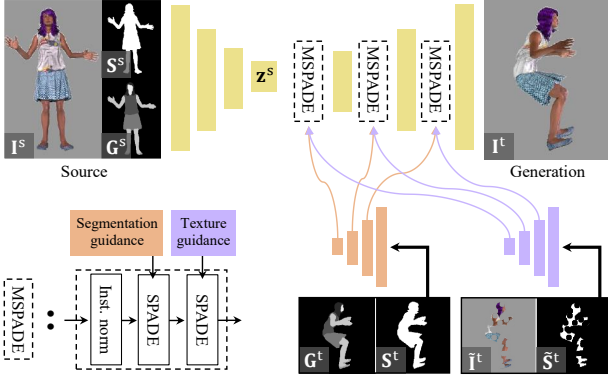 S^s
G^s
I^s
Source
z^s
MSPADE
MSPADE
MSPADE
I^t
Generation
Segmentation
guidance
Texture
guidance
MSPADE
:
Inst. norm
SPADE
SPADE
G^t
S^t
Ĩ^t
S̃^t